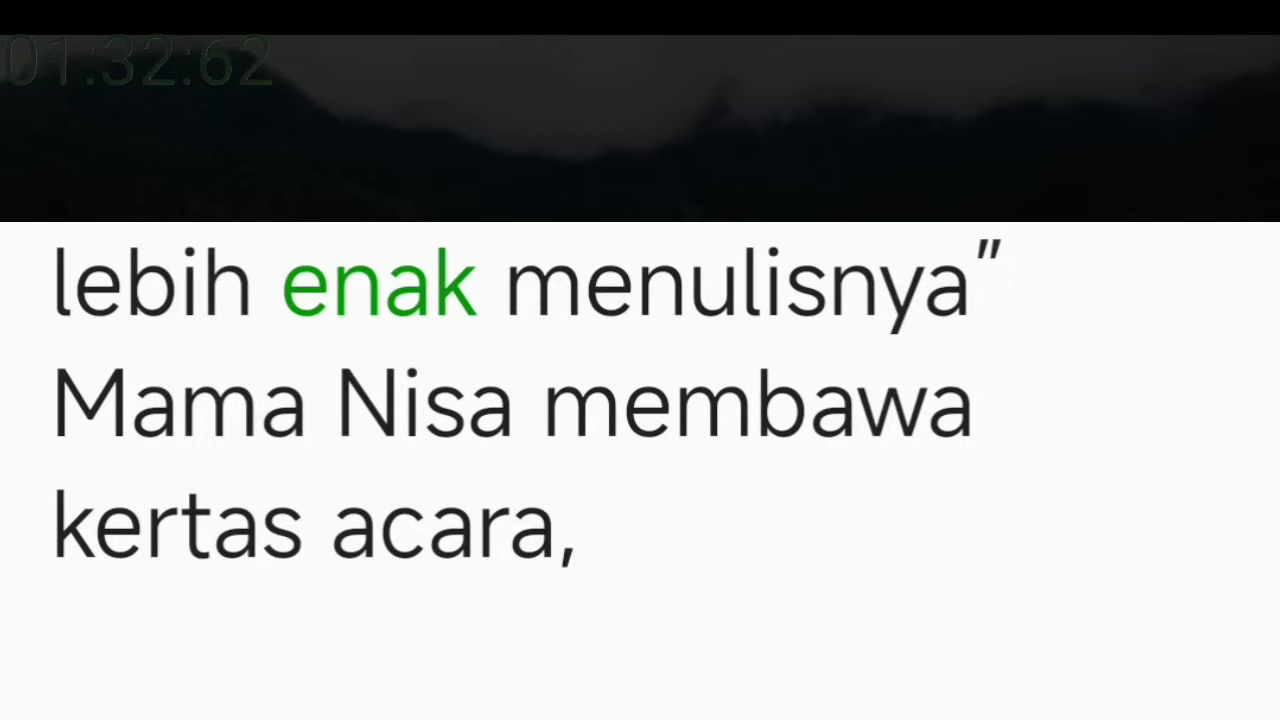 01:32:62
lebih enak menulisnya”
Mama Nisa membawa
kertas acara,